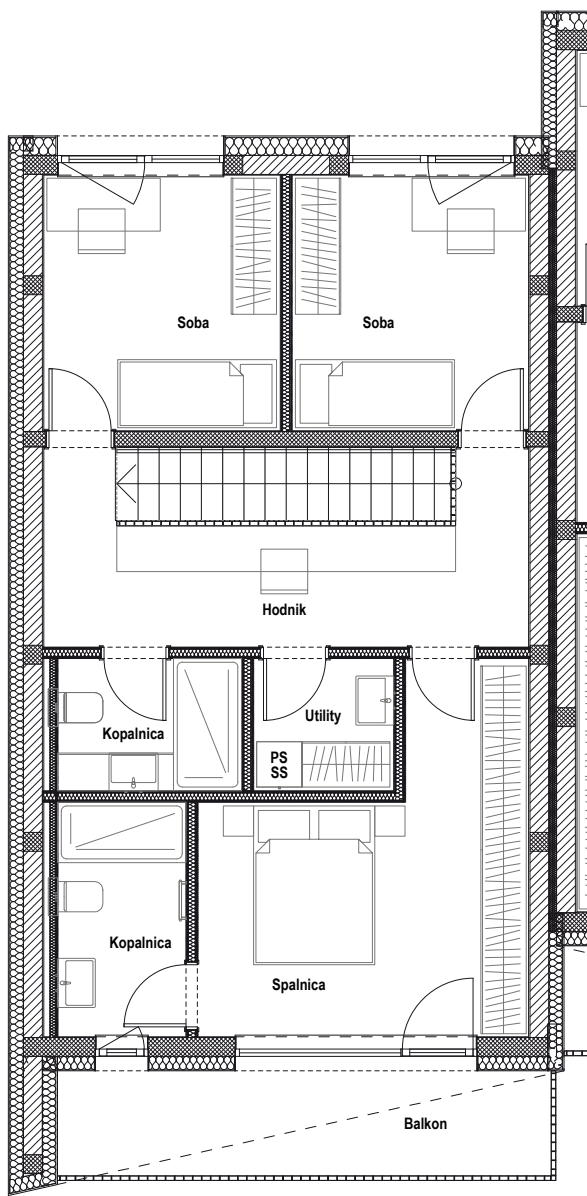 Soba
Soba
Hodnik
Kopalnica
Utility
PS
SS
Kopalnica
Spalnica
Balkon